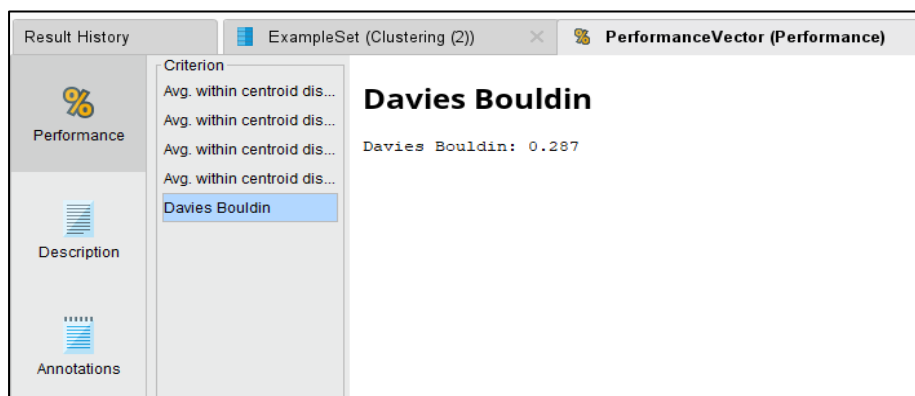 Result History
ExampleSet (Clustering (2))
% PerformanceVector (Performance)
Criterion
Avg. within centroid dis...
Avg. within centroid dis...
Avg. within centroid dis...
Avg. within centroid dis...
Davies Bouldin
%
Performance
Description
Annotations
Davies Bouldin
Davies Bouldin: 0.287